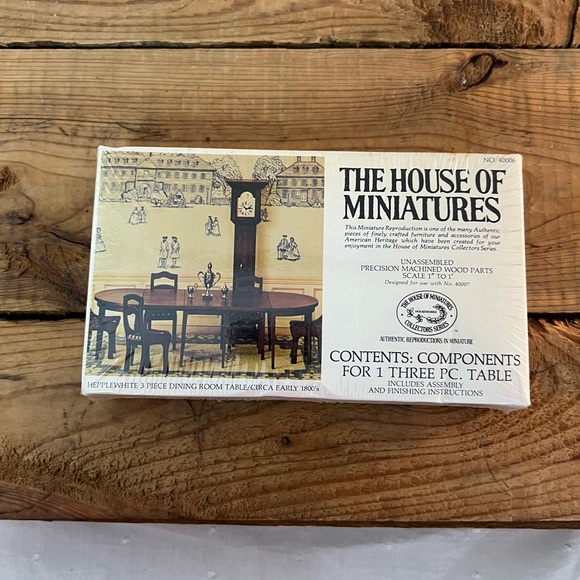 NO. 40006
THE HOUSE OF
MINIATURES
This Miniature Reproduction is one of the many Authentic
pieces of finely crafted furniture and accessories of our
American Heritage which have been created for your
enjoyment in the House of Miniatures Collectors Series.
UNASSEMBLED
PRECISION MACHINED WOOD PARTS
SCALE 1" TO 1'
Designed for use with No. 40007
THE HOUSE OF MINIATURES
COLLECTORS SERIES
AUTHENTIC REPRODUCTIONS IN MINIATURE
CONTENTS: COMPONENTS
FOR 1 THREE PC. TABLE
INCLUDES ASSEMBLY
AND FINISHING INSTRUCTIONS
HEPPLEWHITE 3 PIECE DINING ROOM TABLE/CIRCA EARLY 1800's